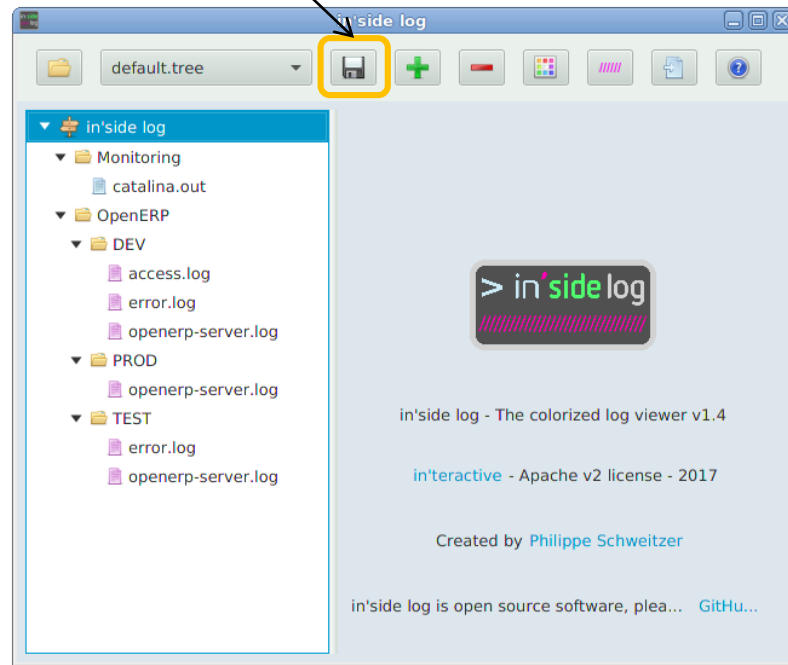 in'side log
default.tree
in'side log
Monitoring
catalina.out
OpenERP
DEV
access.log
error.log
openerp-server.log
PROD
openerp-server.log
TEST
error.log
openerp-server.log
> in'side log
in'side log - The colorized log viewer v1.4
in'teractive - Apache v2 license - 2017
Created by Philippe Schweitzer
in'side log is open source software, plea... GitHu...